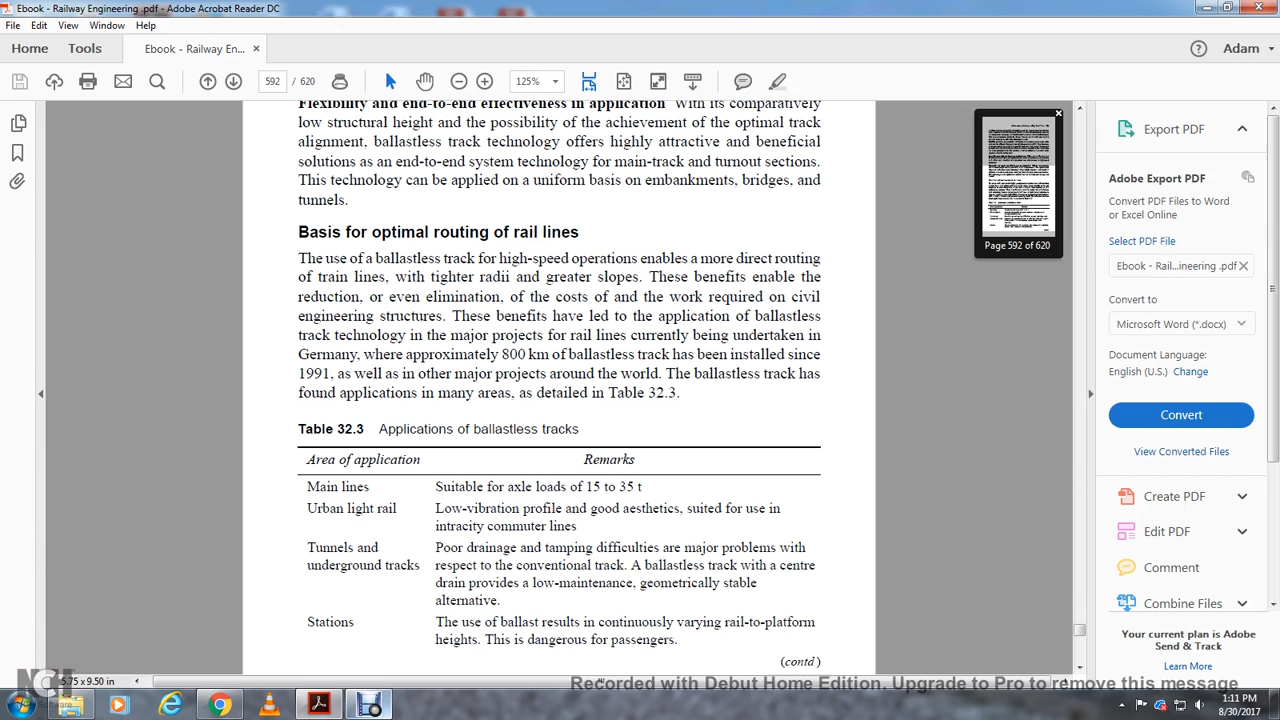 Ebook - Railway Engineering .pdf - Adobe Acrobat Reader DC
File Edit View Window Help
Home Tools Ebook - Railway En... × Adam
592 / 620 125%
Flexibility and end-to-end effectiveness in application With its comparatively
low structural height and the possibility of the achievement of the optimal track
alignment, ballastless track technology offers highly attractive and beneficial
solutions as an end-to-end system technology for main-track and turnout sections.
This technology can be applied on a uniform basis on embankments, bridges, and
tunnels.
Basis for optimal routing of rail lines
The use of a ballastless track for high-speed operations enables a more direct routing
of train lines, with tighter radii and greater slopes. These benefits enable the
reduction, or even elimination, of the costs of and the work required on civil
engineering structures. These benefits have led to the application of ballastless
track technology in the major projects for rail lines currently being undertaken in
Germany, where approximately 800 km of ballastless track has been installed since
1991, as well as in other major projects around the world. The ballastless track has
found applications in many areas, as detailed in Table 32.3.
Table 32.3 Applications of ballastless tracks
Area of application Remarks
Main lines Suitable for axle loads of 15 to 35 t
Urban light rail Low-vibration profile and good aesthetics, suited for use in
intracity commuter lines
Tunnels and Poor drainage and tamping difficulties are major problems with
underground tracks respect to the conventional track. A ballastless track with a centre
drain provides a low-maintenance, geometrically stable
alternative.
Stations The use of ballast results in continuously varying rail-to-platform
heights. This is dangerous for passengers.
(contd)
Page 592 of 620
Export PDF
Adobe Export PDF
Convert PDF Files to Word
or Excel Online
Select PDF File
Ebook - Rail...ineering .pdf ×
Convert to
Microsoft Word (*.docx)
Document Language:
English (U.S.) Change
Convert
View Converted Files
Create PDF
Edit PDF
Comment
Combine Files
Your current plan is Adobe
Send & Track
Learn More
5.75 x 9.50 in
Recorded with Debut Home Edition. Upgrade to Pro to remove this message
NCH Software
1:11 PM
8/30/2017